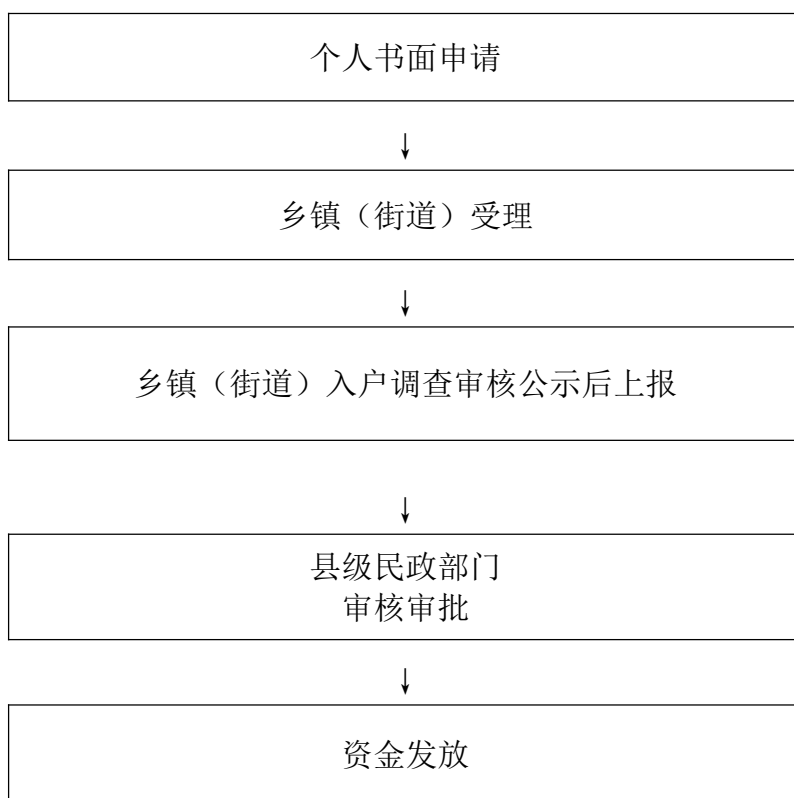 个人书面申请
↓
乡镇（街道）受理
↓
乡镇（街道）入户调查审核公示后上报
↓
县级民政部门
审核审批
↓
资金发放